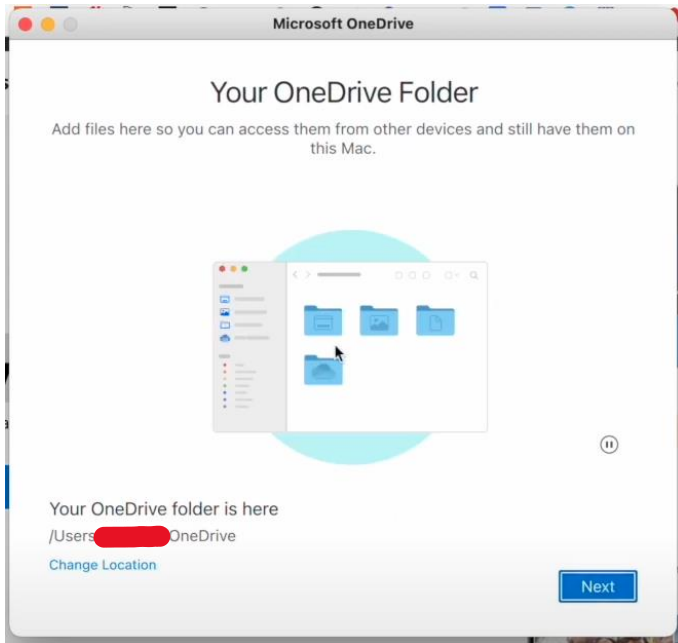 Microsoft OneDrive
Your OneDrive Folder
Add files here so you can access them from other devices and still have them on
this Mac.
Your OneDrive folder is here
/Users OneDrive
Change Location
Next